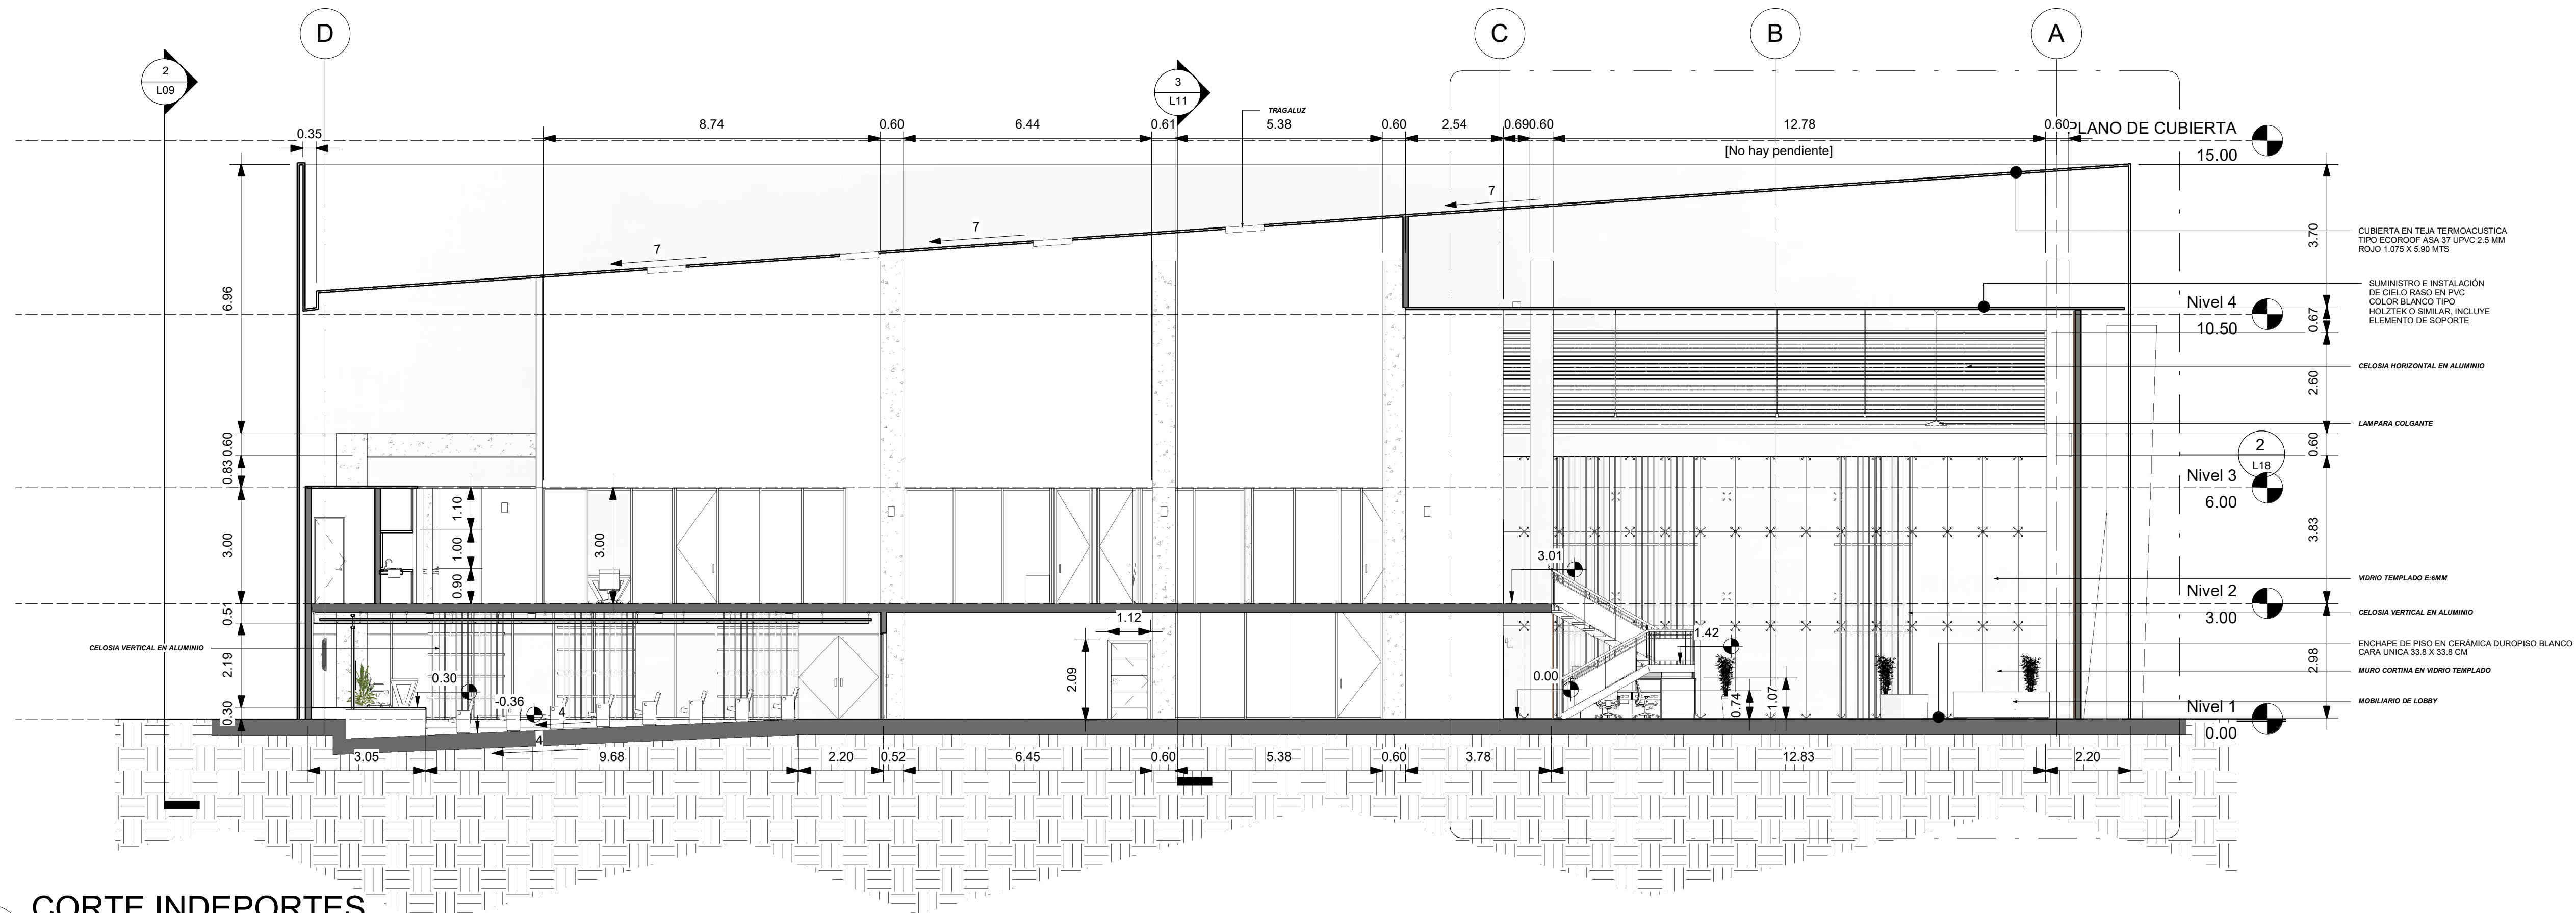 D
C
B
A
2
L09
3
L11
TRAGALUZ
0.35
8.74
0.60
6.44
0.61
5.38
0.60
2.54
0.69
0.60
12.78
0.60
PLANO DE CUBIERTA
15.00
[No hay pendiente]
7
7
7
6.96
0.60
0.83
3.00
0.51
2.19
0.30
3.70
0.67
2.60
0.60
3.83
2.98
CUBIERTA EN TEJA TERMOACUSTICA
TIPO ECOROOF ASA 37 UPVC 2.5 MM
ROJO 1.075 X 5.90 MTS
SUMINISTRO E INSTALACIÓN
DE CIELO RASO EN PVC
COLOR BLANCO TIPO
HOLZTEK O SIMILAR, INCLUYE
ELEMENTO DE SOPORTE
Nivel 4
10.50
CELOSIA HORIZONTAL EN ALUMINIO
LAMPARA COLGANTE
2
L18
Nivel 3
6.00
1.10
1.00
0.90
3.00
3.01
VIDRIO TEMPLADO E:6MM
Nivel 2
3.00
CELOSIA VERTICAL EN ALUMINIO
1.12
1.42
CELOSIA VERTICAL EN ALUMINIO
ENCHAPE DE PISO EN CERÁMICA DUROPISO BLANCO
CARA UNICA 33.8 X 33.8 CM
MURO CORTINA EN VIDRIO TEMPLADO
0.30
-0.36
4
4
2.09
0.00
0.74
1.07
MOBILIARIO DE LOBBY
Nivel 1
0.00
3.05
9.68
2.20
0.52
6.45
0.60
5.38
0.60
3.78
12.83
2.20
CORTE INDEPORTES